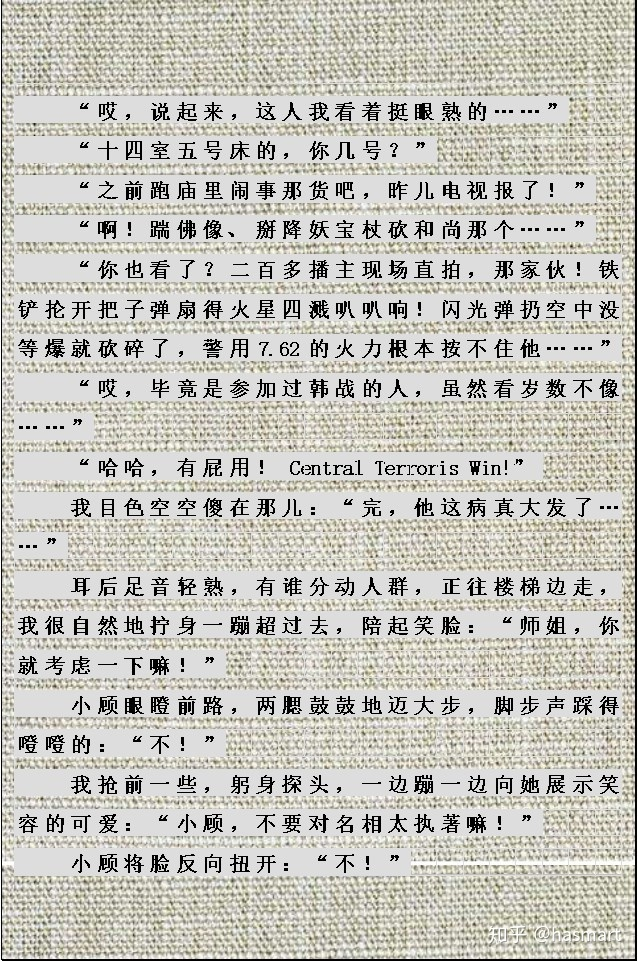 “哎，说起来，这人我看着挺眼熟的……”
“十四室五号床的，你几号？”
“之前跑庙里闹事那货吧，昨儿电视报了！”
“啊！踹佛像、掰降妖宝杖砍和尚那个……”
“你也看了？二百多播主现场直拍，那家伙！铁
铲抡开把子弹扇得火星四溅叭叭响！闪光弹扔空中没
等爆就砍碎了，警用7.62的火力根本按不住他……”
“哎，毕竟是参加过韩战的人，虽然看岁数不像
……”
“哈哈，有屁用！ Central Terroris Win!”
我目色空空傻在那儿：“完，他这病真大发了…
…”
耳后足音轻熟，有谁分动人群，正往楼梯边走，
我很自然地拧身一蹦超过去，陪起笑脸：“师姐，你
就考虑一下嘛！”
小顾眼瞪前路，两腮鼓鼓地迈大步，脚步声踩得
噔噔的：“不！”
我抢前一些，躬身探头，一边蹦一边向她展示笑
容的可爱：“小顾，不要对名相太执著嘛！”
小顾将脸反向扭开：“不！”
知乎 @hasmart